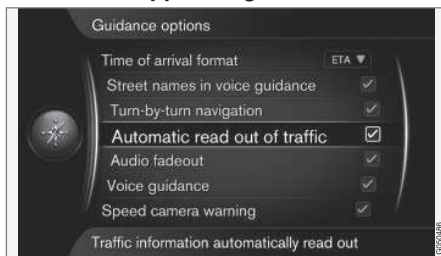 Guidance options
Time of arrival format ETA ▼
Street names in voice guidance
Turn-by-turn navigation
Automatic read out of traffic
Audio fadeout
Voice guidance
Speed camera warning
Traffic information automatically read out
G050486